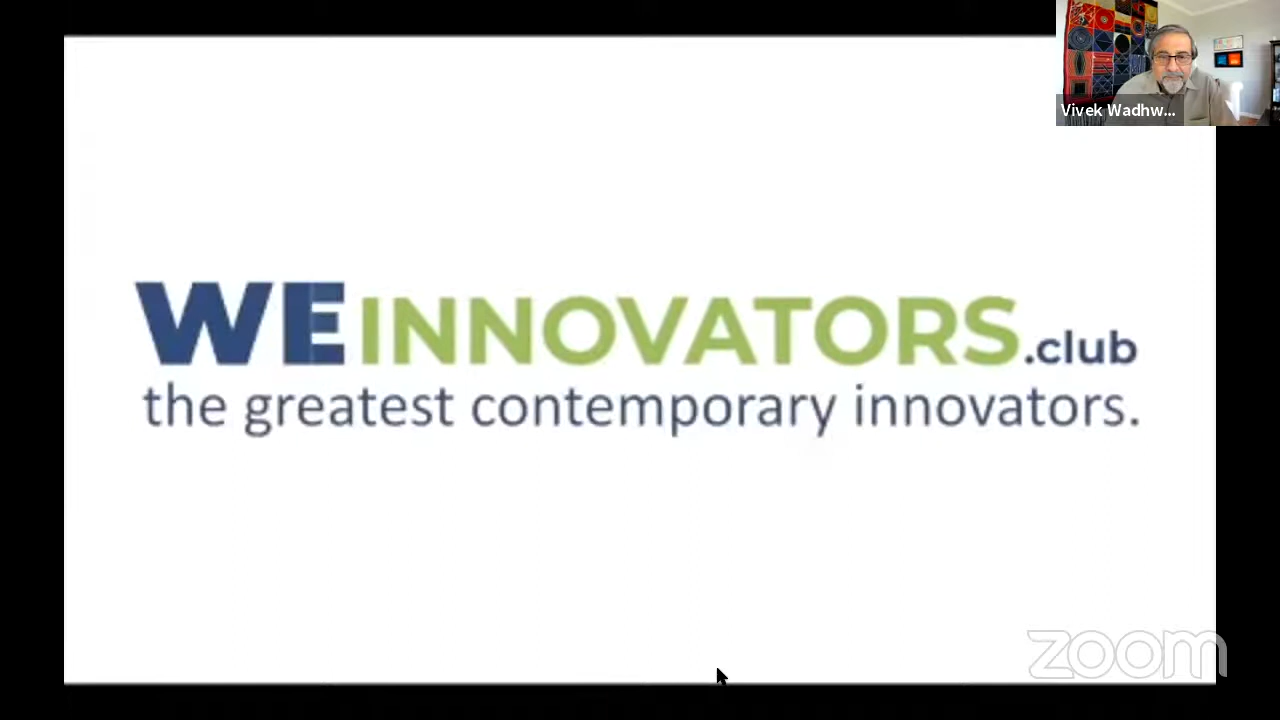 Vivek Wadhw...
WEINNOVATORS.club
the greatest contemporary innovators.
zoom